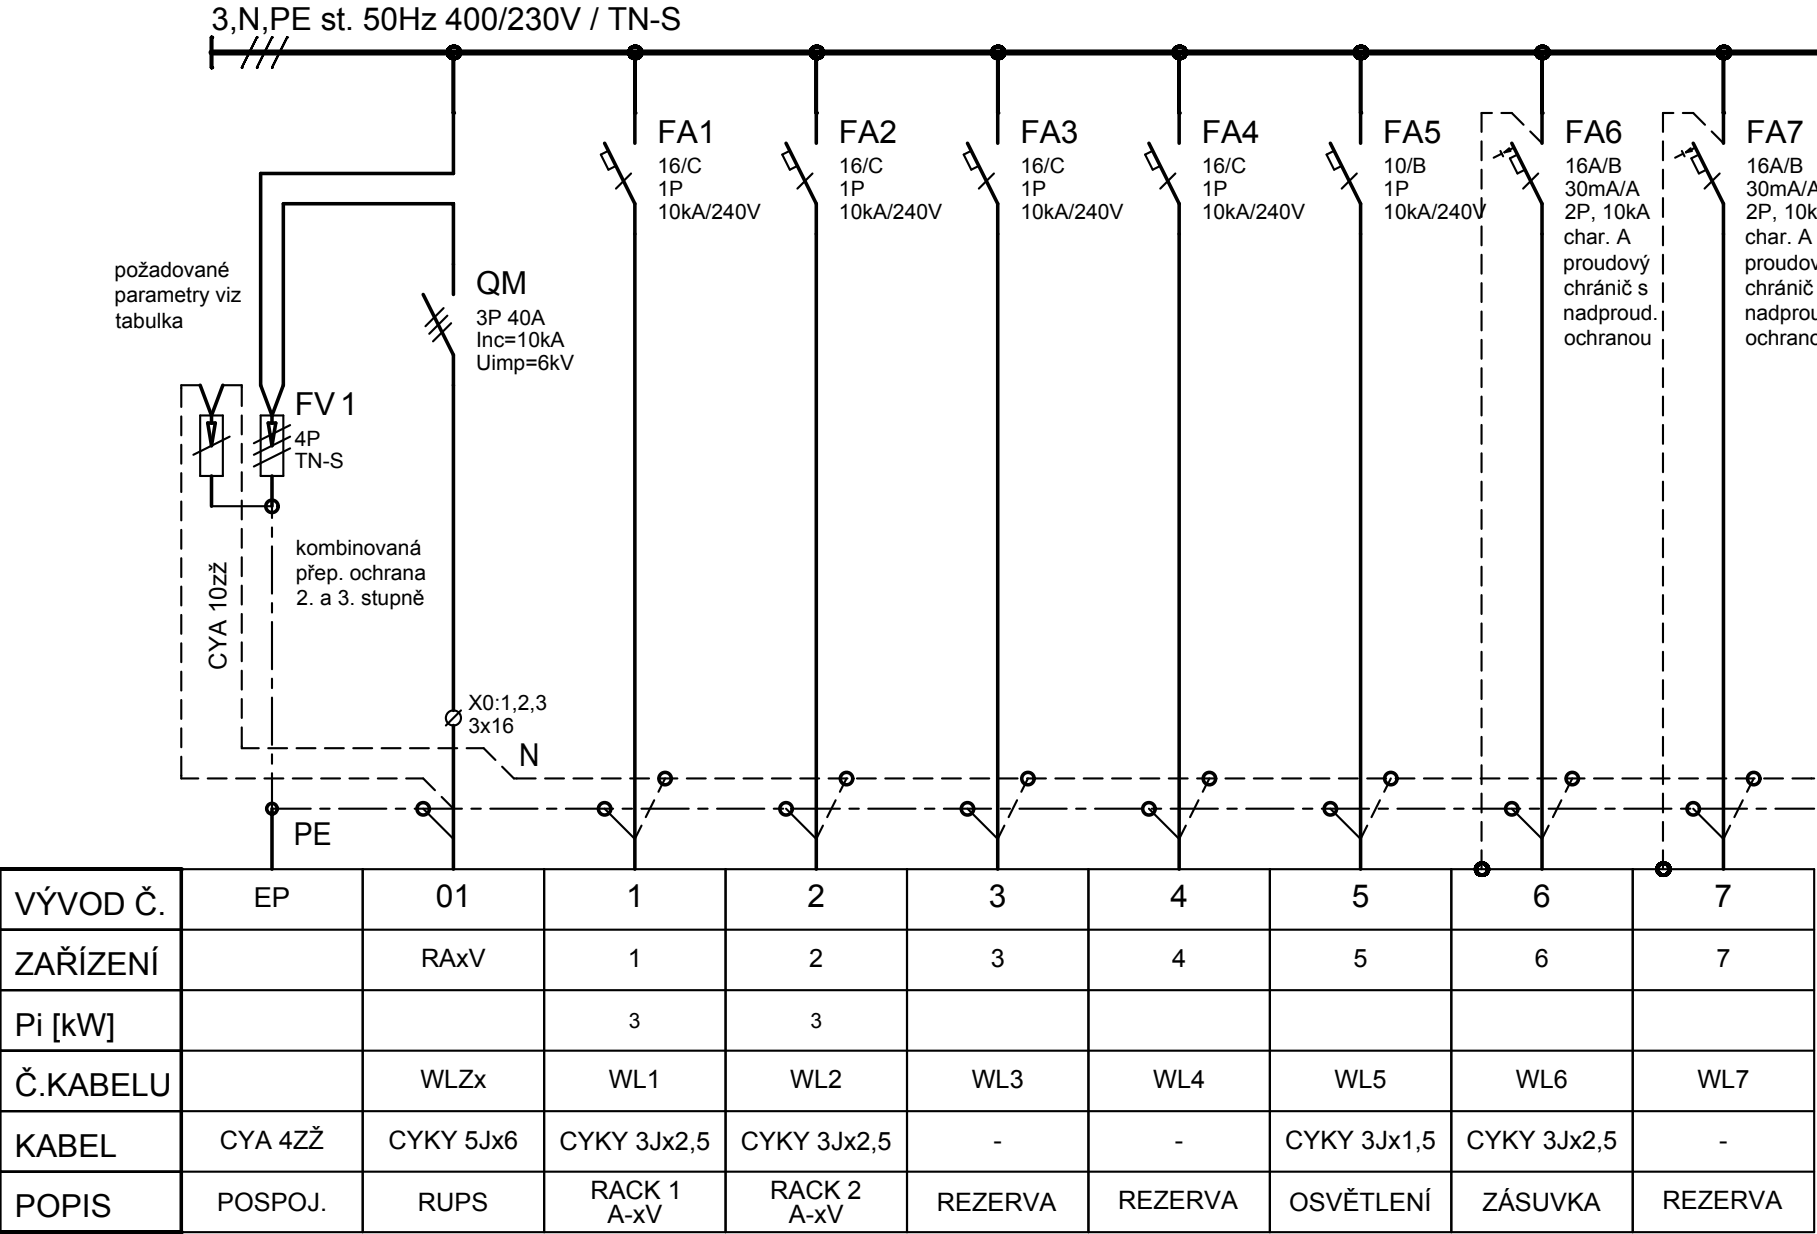 3,N,PE st. 50Hz 400/230V / TN-S
FA1
16/C
1P
10kA/240V
FA2
16/C
1P
10kA/240V
FA3
16/C
1P
10kA/240V
FA4
16/C
1P
10kA/240V
FA5
10/B
1P
10kA/240V
FA6
16A/B
30mA/A
2P, 10kA
char. A
proudový
chránič s
nadproud.
ochranou
FA7
16A/B
30mA/A
2P, 10k
char. A
proudov
chránič
nadprou
ochrano
požadované
parametry viz
tabulka
QM
3P 40A
Inc=10kA
Uimp=6kV
FV 1
4P
TN-S
kombinovaná
přep. ochrana
2. a 3. stupně
CYA 10zž
X0:1,2,3
3x16
N
PE
VÝVOD Č. EP 01 1 2 3 4 5 6 7
ZAŘÍZENÍ RAxV 1 2 3 4 5 6 7
Pi [kW] 3 3
Č.KABELU WLZx WL1 WL2 WL3 WL4 WL5 WL6 WL7
KABEL CYA 4ZŽ CYKY 5Jx6 CYKY 3Jx2,5 CYKY 3Jx2,5 - - CYKY 3Jx1,5 CYKY 3Jx2,5 -
POPIS POSPOJ. RUPS RACK 1 A-xV RACK 2 A-xV REZERVA REZERVA OSVĚTLENÍ ZÁSUVKA REZERVA